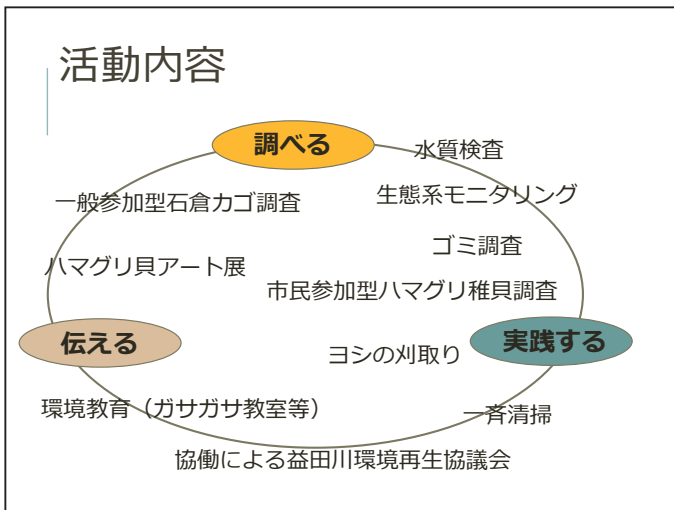 活動内容
調べる
水質検査
一般参加型石倉カゴ調査
生態系モニタリング
ゴミ調査
ハマグリ貝アート展
市民参加型ハマグリ稚貝調査
伝える
実践する
ヨシの刈取り
環境教育（ガサガサ教室等）
一斉清掃
協働による益田川環境再生協議会